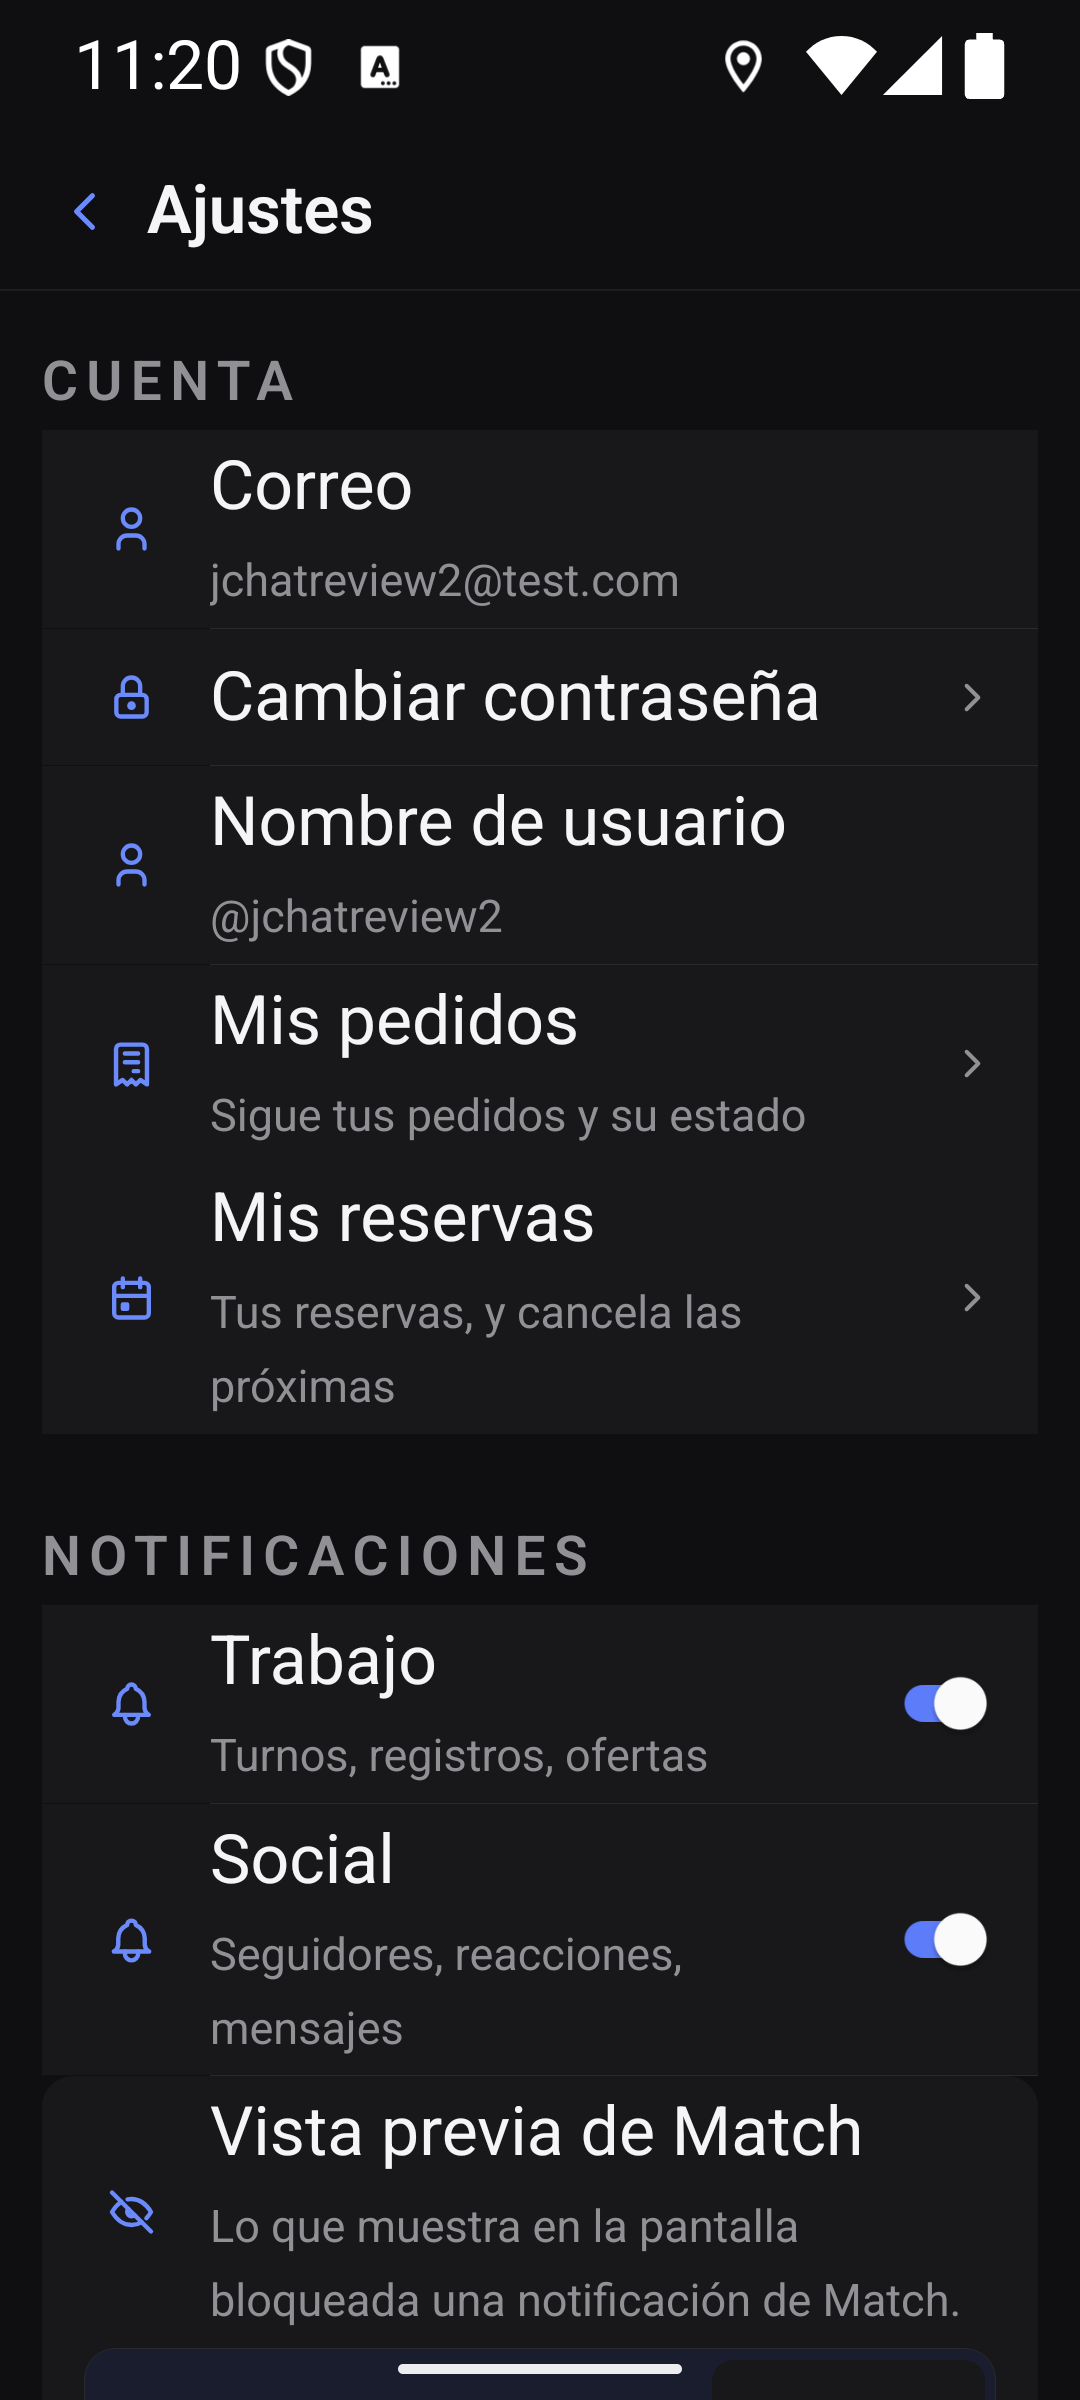 11:20
Ajustes
CUENTA
Correo
jchatreview2@test.com
Cambiar contraseña
Nombre de usuario
@jchatreview2
Mis pedidos
Sigue tus pedidos y su estado
Mis reservas
Tus reservas, y cancela las
próximas
NOTIFICACIONES
Trabajo
Turnos, registros, ofertas
Social
Seguidores, reacciones,
mensajes
Vista previa de Match
Lo que muestra en la pantalla
bloqueada una notificación de Match.